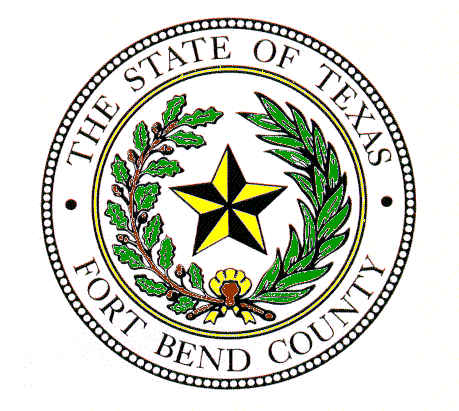 THE STATE OF TEXAS
FORT BEND COUNTY